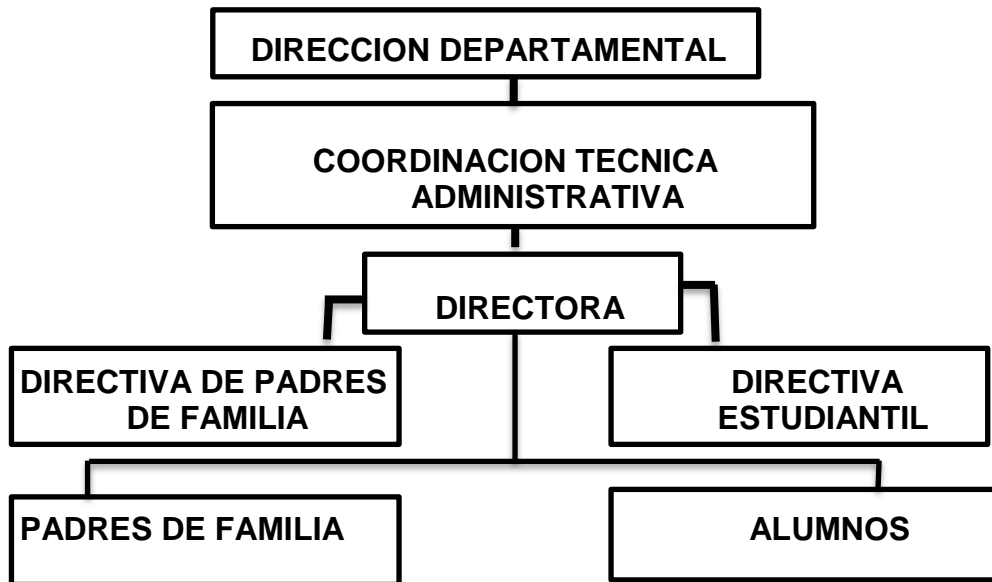 DIRECCION DEPARTAMENTAL
COORDINACION TECNICA
ADMINISTRATIVA
DIRECTORA
DIRECTIVA DE PADRES
DE FAMILIA
DIRECTIVA
ESTUDIANTIL
PADRES DE FAMILIA
ALUMNOS